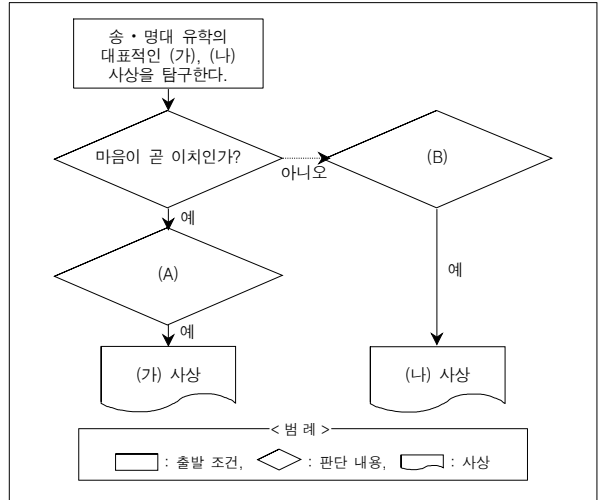 송・명대 유학의
대표적인 (가), (나)
사상을 탐구한다.
마음이 곧 이치인가?
아니오
(B)
예
(A)
예
예
(가) 사상
(나) 사상
< 범 례 >
: 출발 조건, : 판단 내용, : 사상